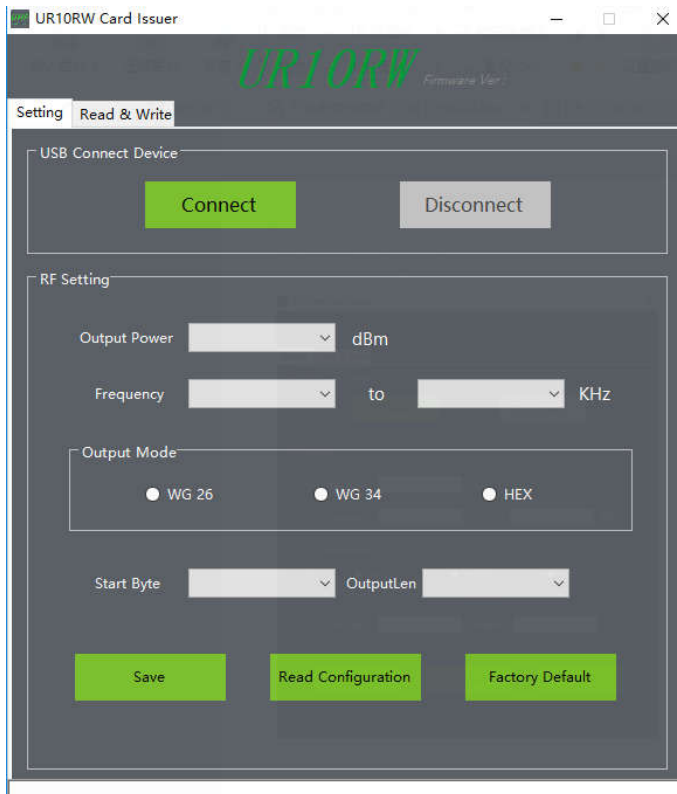 UR10RW Card Issuer
UR10RW Firmware Ver:
Setting Read & Write
USB Connect Device
Connect Disconnect
RF Setting
Output Power dBm
Frequency to KHz
Output Mode
WG 26 WG 34 HEX
Start Byte OutputLen
Save Read Configuration Factory Default